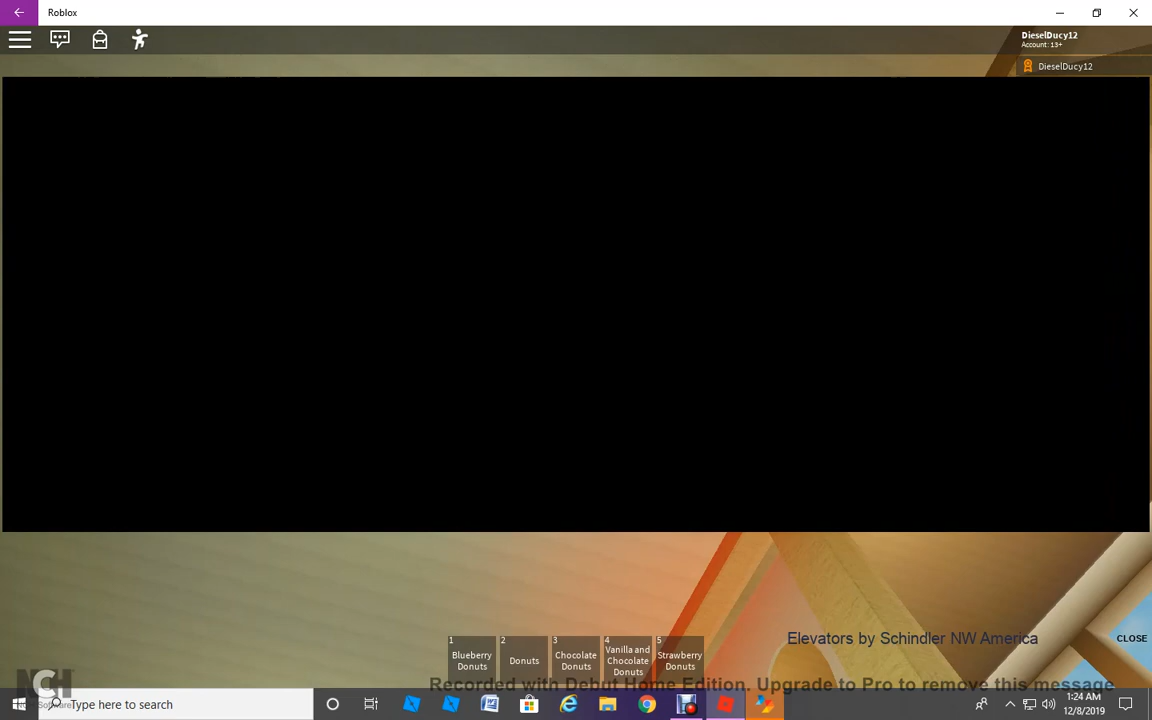 Roblox
DieselDucy12
Account: 13+
DieselDucy12
1
Blueberry
Donuts
2
Donuts
3
Chocolate
Donuts
4
Vanilla and
Chocolate
Donuts
5
Strawberry
Donuts
Elevators by Schindler NW America
CLOSE
Recorded with Debut Home Edition. Upgrade to Pro to remove this message
NCH
Software
Type here to search
1:24 AM
12/8/2019